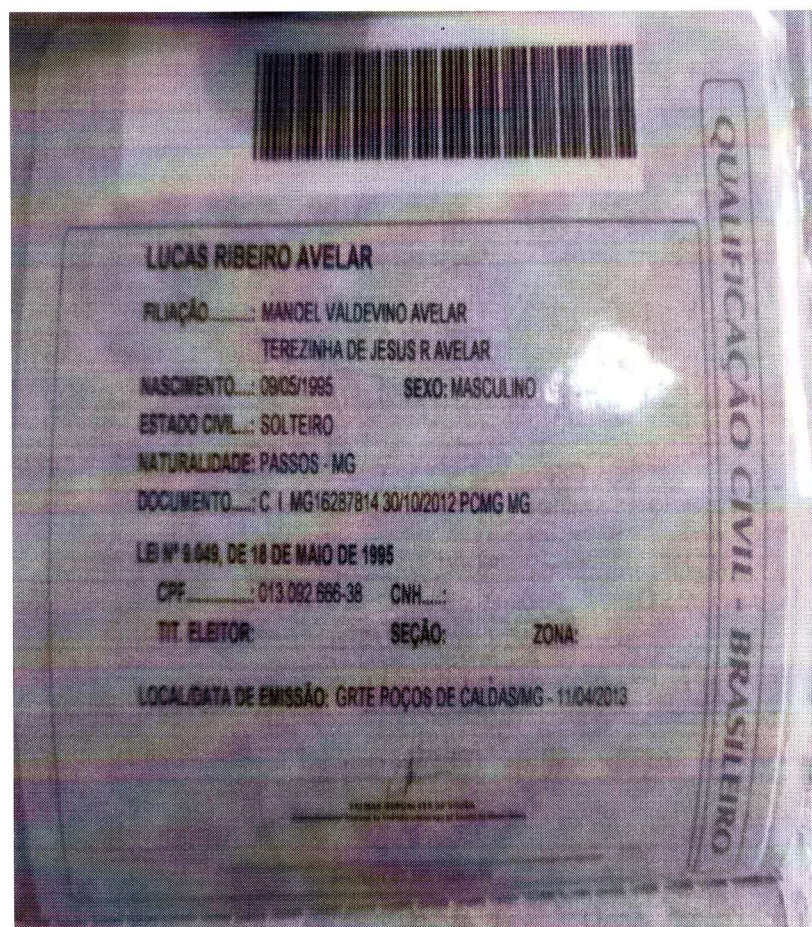 LUCAS RIBEIRO AVELAR
FILIAÇÃO........: MANOEL VALDEVINO AVELAR
TEREZINHA DE JESUS R AVELAR
NASCIMENTO....: 09/05/1995 SEXO: MASCULINO
ESTADO CIVIL...: SOLTEIRO
NATURALIDADE: PASSOS - MG
DOCUMENTO.....: C I MG16287814 30/10/2012 PCMG MG
LEI Nº 9.049, DE 18 DE MAIO DE 1995
CPF..............: 013.092.666-38 CNH.....:
TIT. ELEITOR: SEÇÃO: ZONA:
LOCAL/DATA DE EMISSÃO: GRTE POÇOS DE CALDAS/MG - 11/04/2013
QUALIFICAÇÃO CIVIL - BRASILEIRO